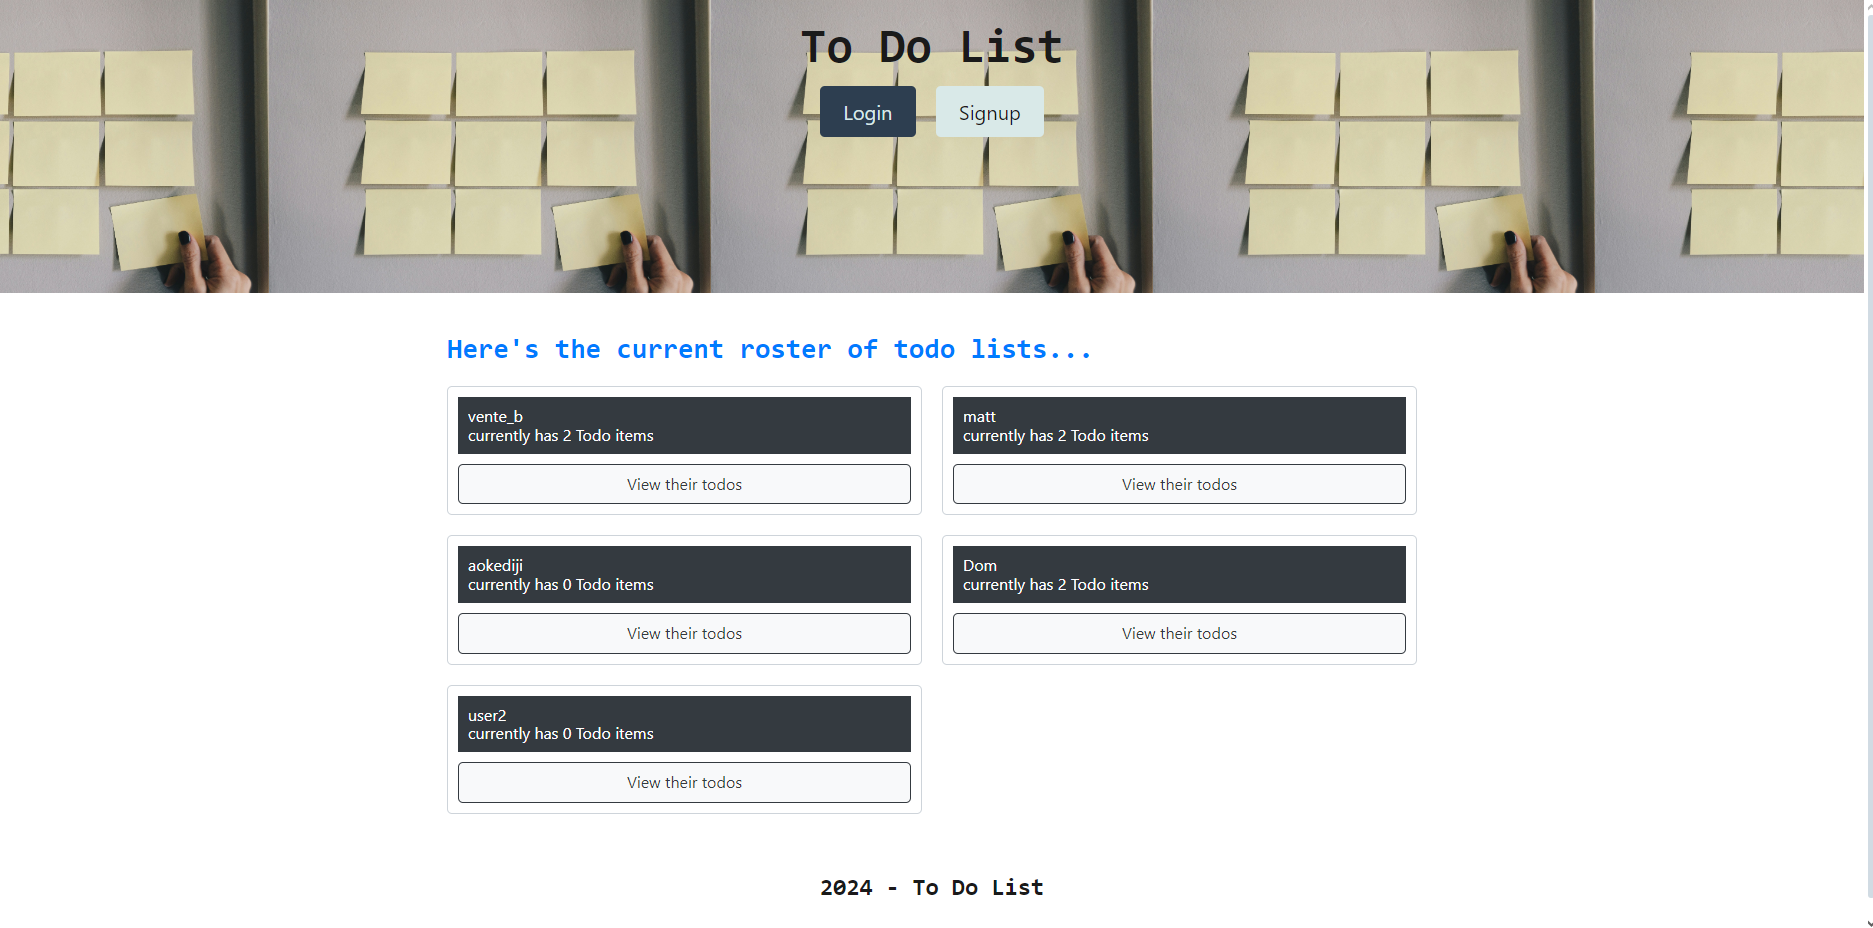 To Do List
Login
Signup
Here's the current roster of todo lists...
vente_b
currently has 2 Todo items
View their todos
matt
currently has 2 Todo items
View their todos
aokediji
currently has 0 Todo items
View their todos
Dom
currently has 2 Todo items
View their todos
user2
currently has 0 Todo items
View their todos
2024 - To Do List